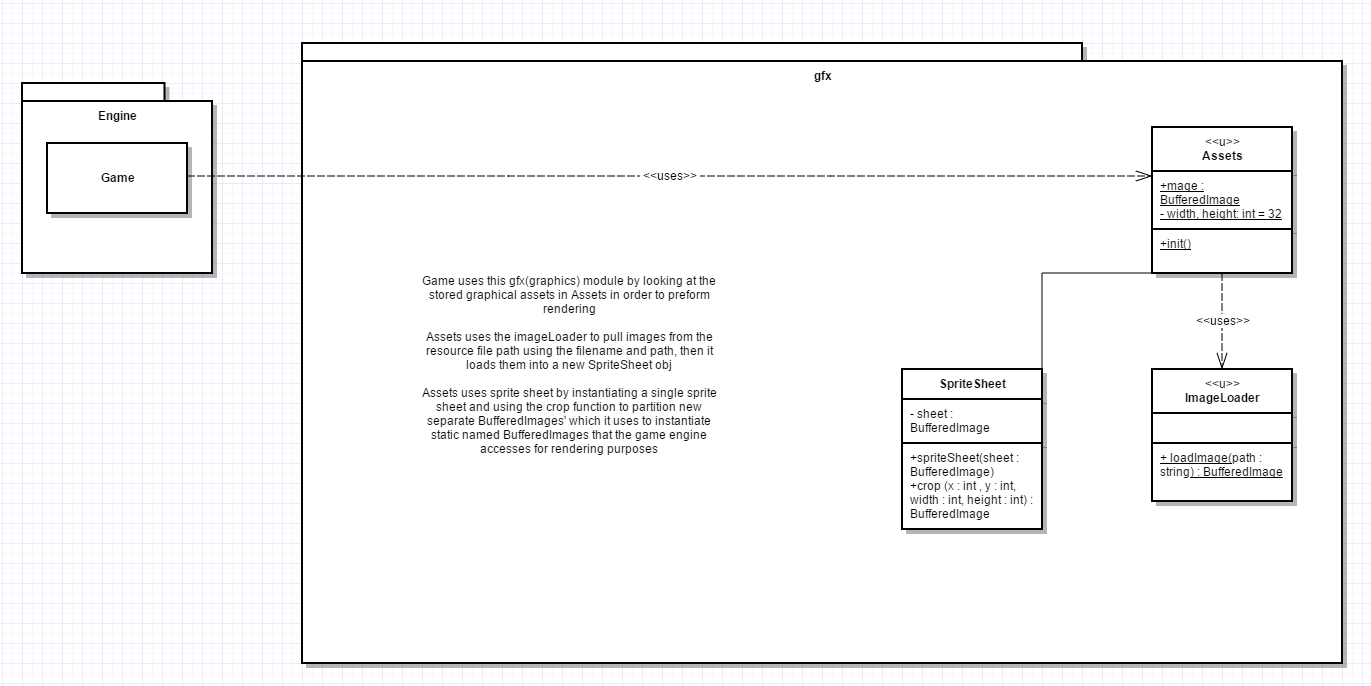 gfx
Engine
Game
<<uses>>
<<u>>
Assets
+mage :
BufferedImage
- width, height: int = 32
+init()
Game uses this gfx(graphics) module by looking at the
stored graphical assets in Assets in order to preform
rendering
Assets uses the imageLoader to pull images from the
resource file path using the filename and path, then it
loads them into a new SpriteSheet obj
Assets uses sprite sheet by instantiating a single sprite
sheet and using the crop function to partition new
separate BufferedImages' which it uses to instantiate
static named BufferedImages that the game engine
accesses for rendering purposes
<<uses>>
SpriteSheet
- sheet :
BufferedImage
+spriteSheet(sheet :
BufferedImage)
+crop (x : int , y : int,
width : int, height : int) :
BufferedImage
<<u>>
ImageLoader
+ loadImage(path :
string) : BufferedImage